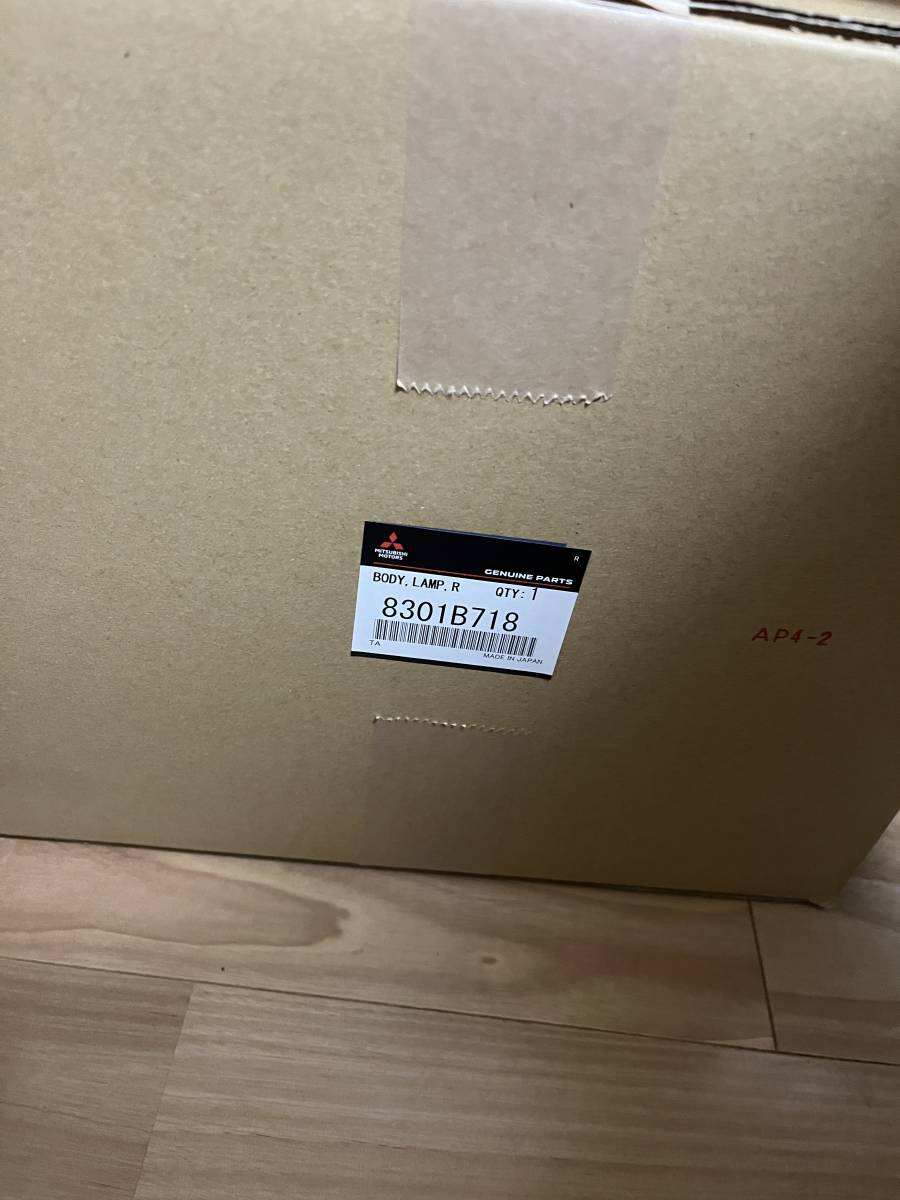 MITSUBISHI
MOTORS
R
GENUINE PARTS
BODY,LAMP,R QTY:1
8301B718
TA
MADE IN JAPAN
AP4-2